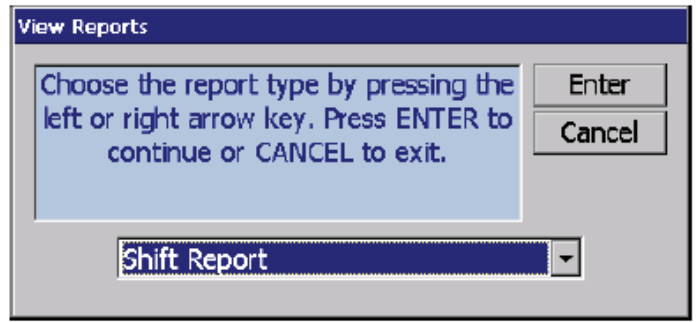 View Reports
Choose the report type by pressing the
left or right arrow key. Press ENTER to
continue or CANCEL to exit.
Enter
Cancel
Shift Report